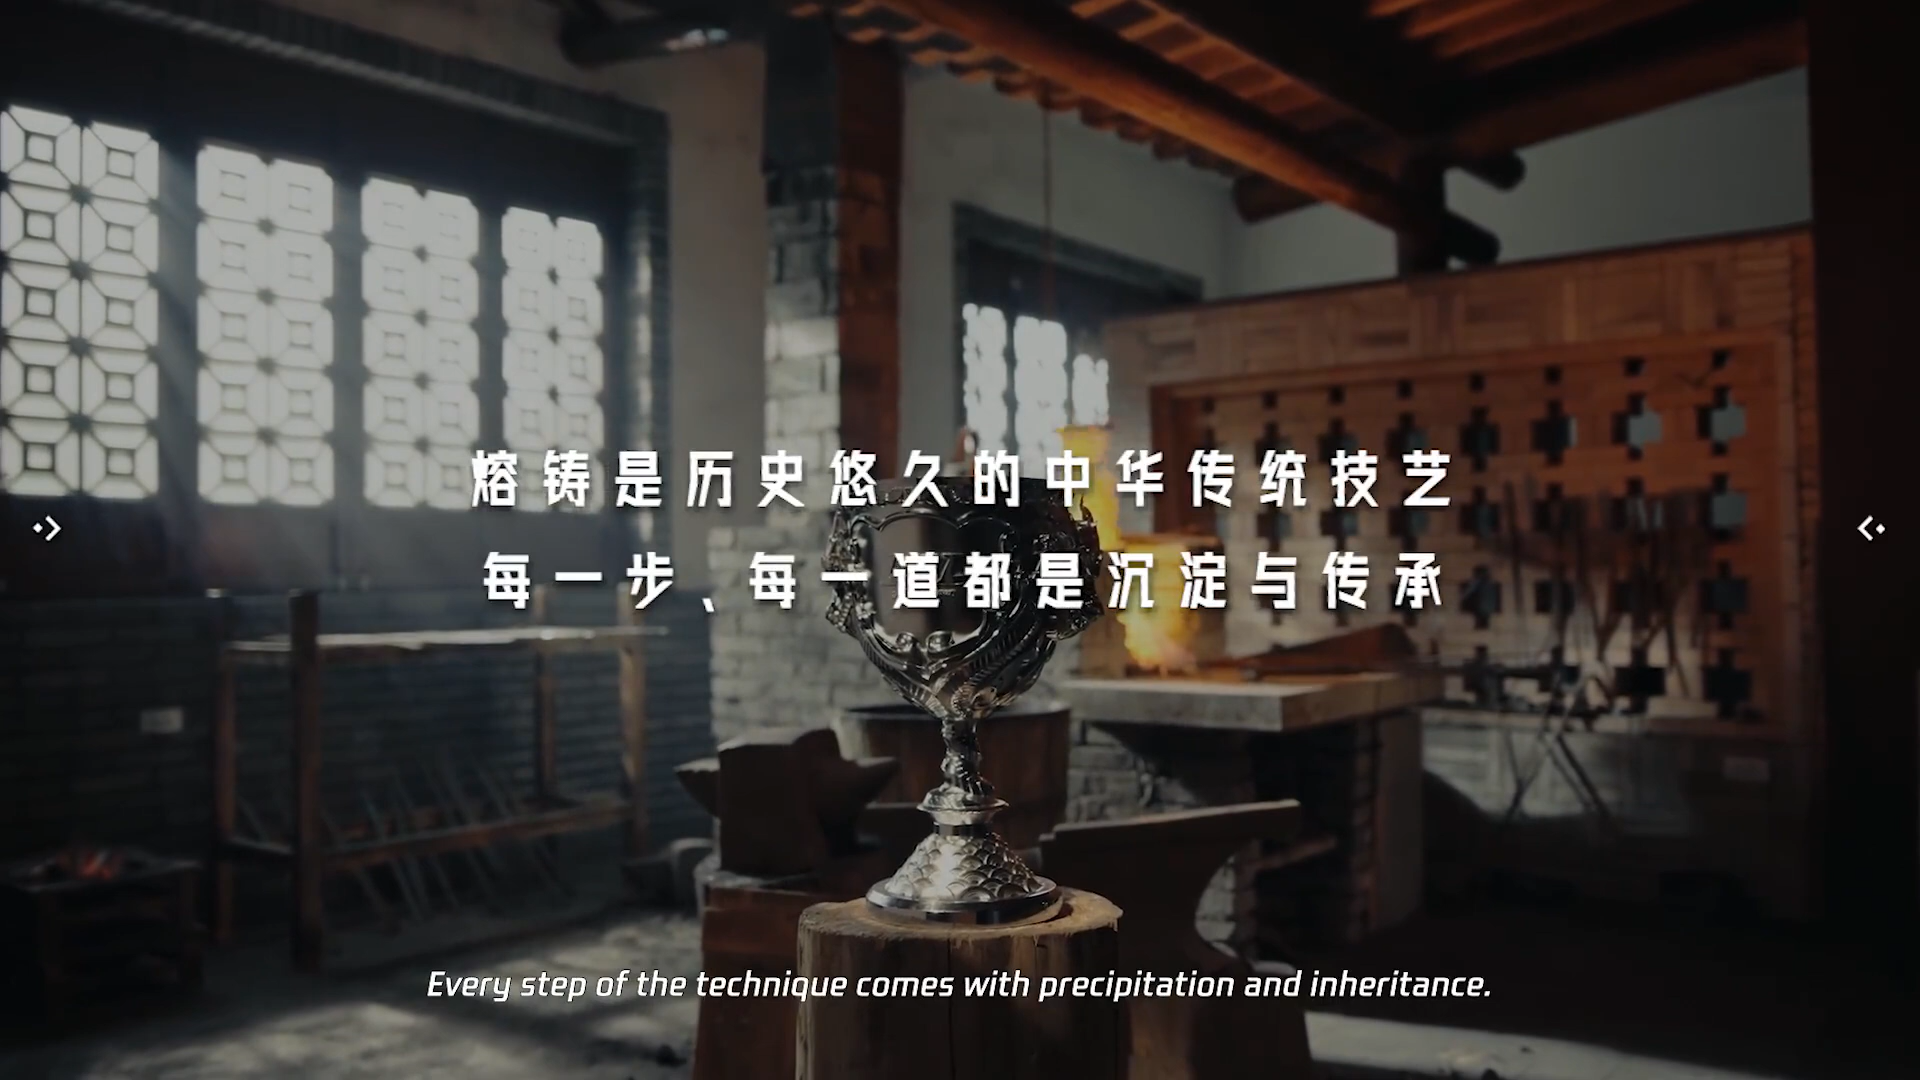 熔铸是历史悠久的中华传统技艺
每一步、每一道都是沉淀与传承
Every step of the technique comes with precipitation and inheritance.